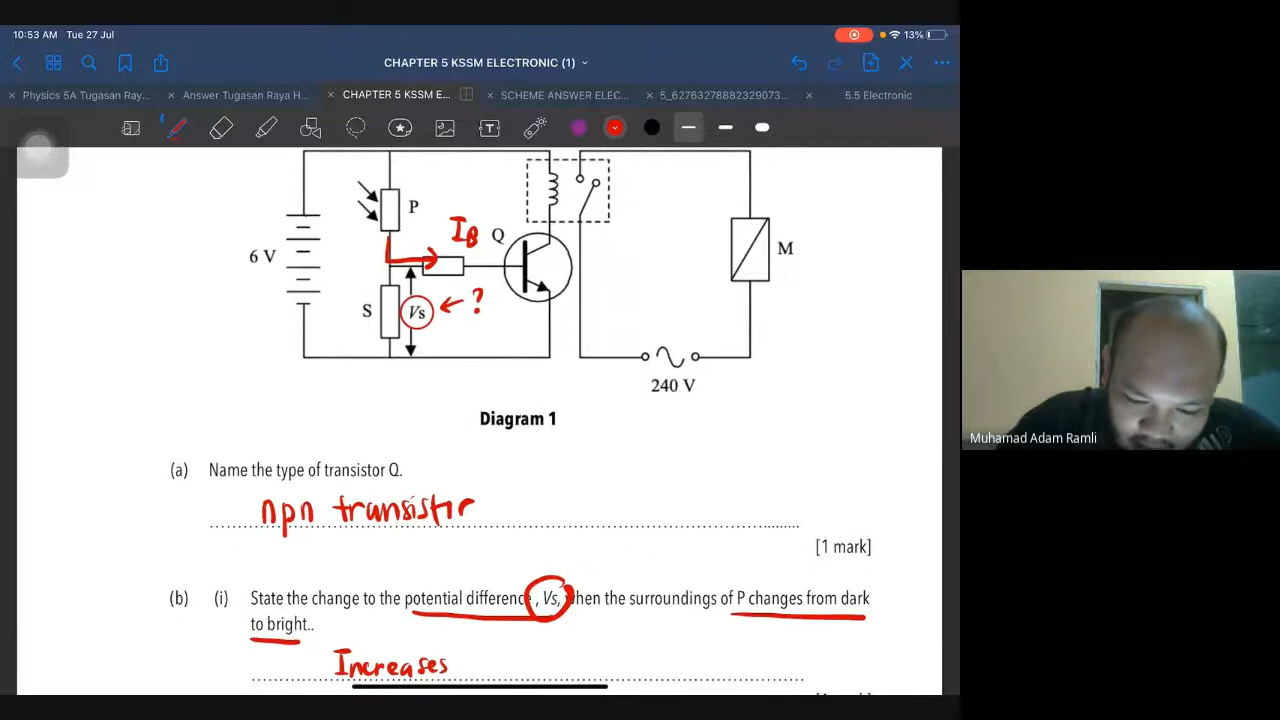 10:53 AM Tue 27 Jul
13%
CHAPTER 5 KSSM ELECTRONIC (1)
Physics 5A Tugasan Ray...
Answer Tugasan Raya H...
CHAPTER 5 KSSM E...
SCHEME ANSWER ELEC...
5_62763278882329073...
5.5 Electronic
P
IB
Q
6 V
M
S
Vs
?
240 V
Diagram 1
(a) Name the type of transistor Q.
npn transistor
[1 mark]
(b) (i) State the change to the potential difference , Vs, when the surroundings of P changes from dark
to bright..
Increases
Muhamad Adam Ramli